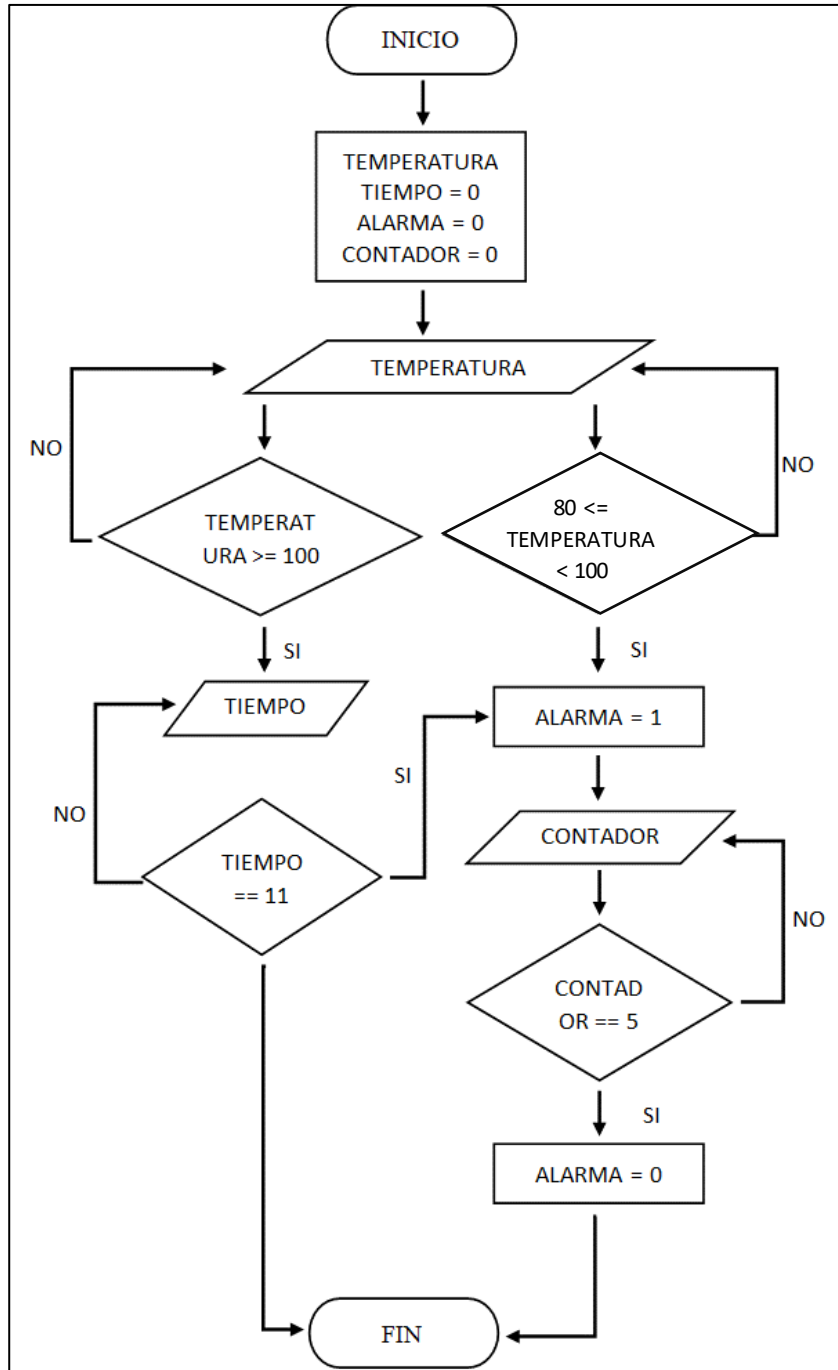 INICIO
TEMPERATURA
TIEMPO = 0
ALARMA = 0
CONTADOR = 0
TEMPERATURA
NO
NO
TEMPERAT
URA >= 100
80 <=
TEMPERATURA
< 100
SI
SI
TIEMPO
ALARMA = 1
SI
NO
TIEMPO
== 11
CONTADOR
NO
CONTAD
OR == 5
SI
ALARMA = 0
FIN